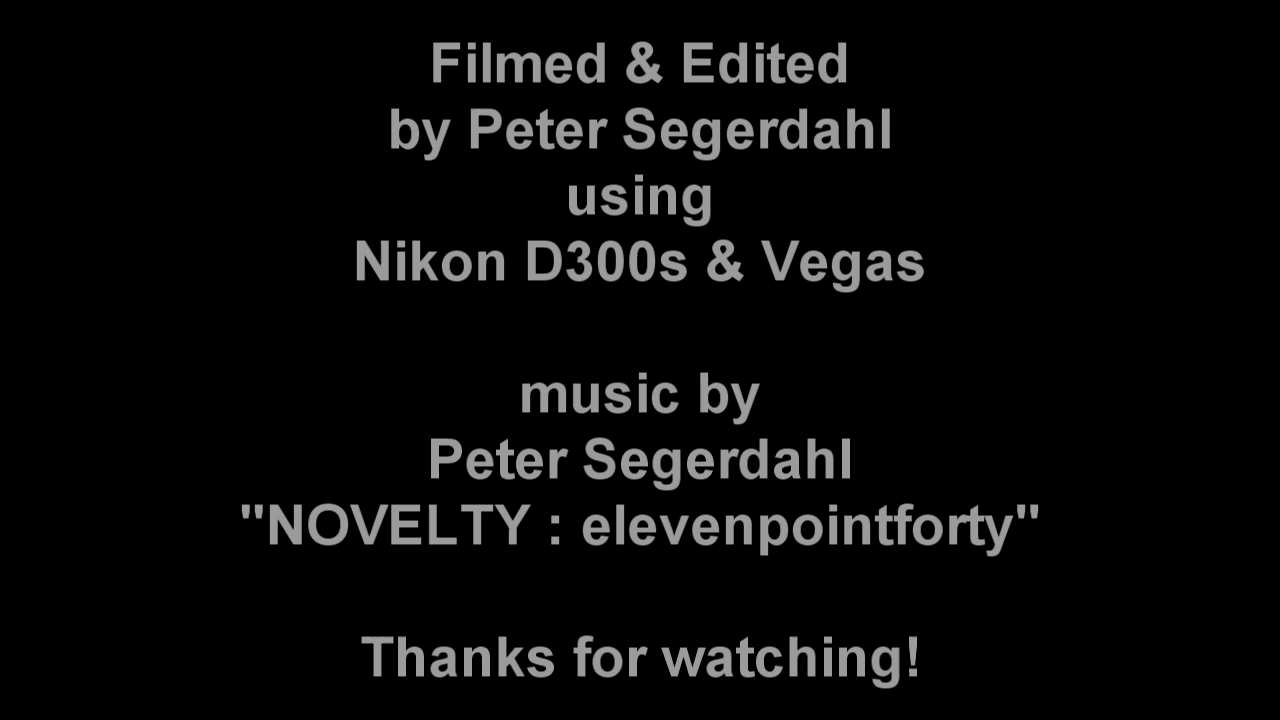 Filmed & Edited
by Peter Segerdahl
using
Nikon D300s & Vegas
music by
Peter Segerdahl
"NOVELTY : elevenpointforty"
Thanks for watching!